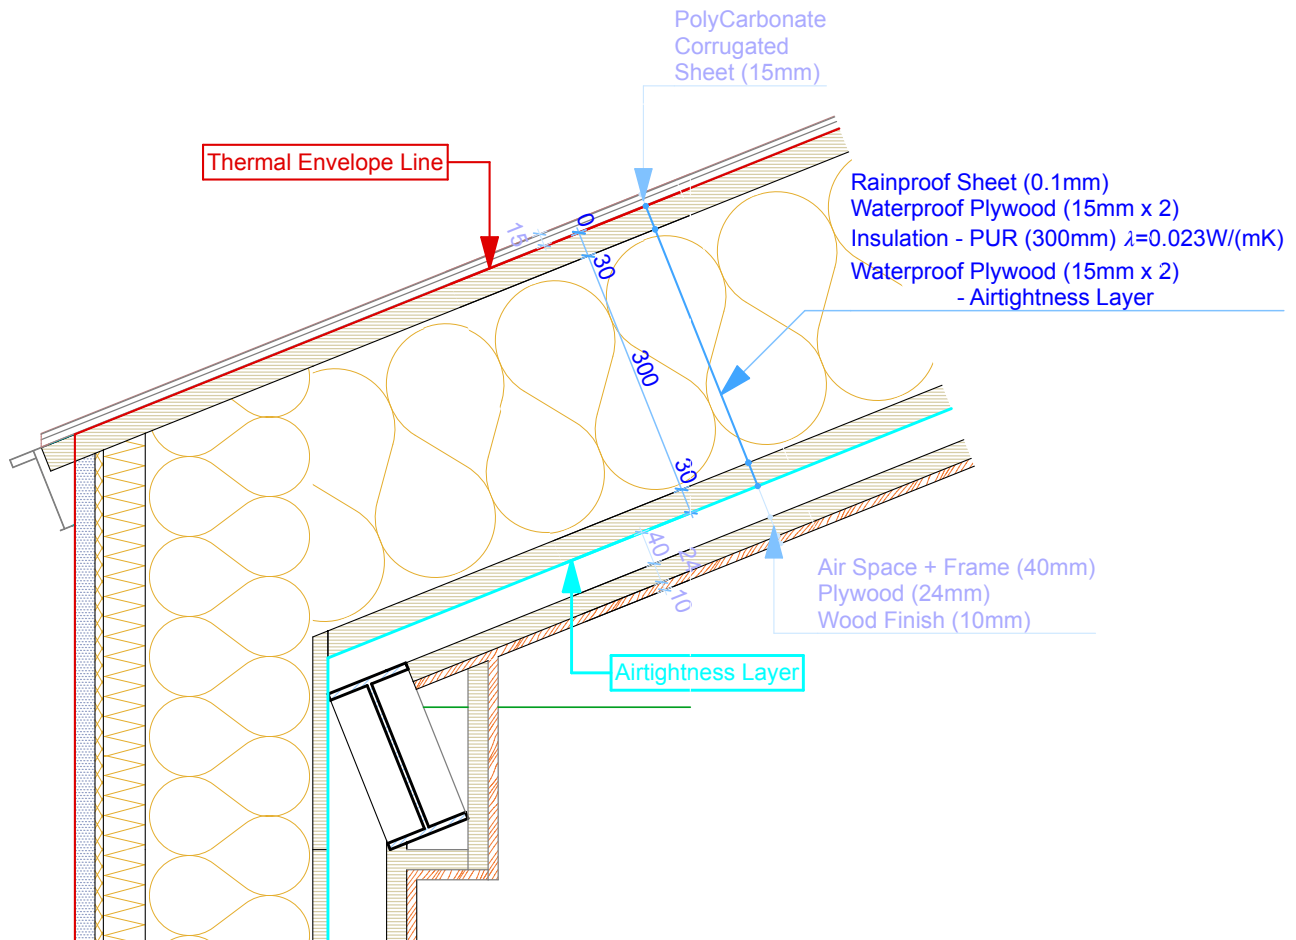 PolyCarbonate
Corrugated
Sheet (15mm)
Thermal Envelope Line
Rainproof Sheet (0.1mm)
Waterproof Plywood (15mm x 2)
Insulation - PUR (300mm) λ=0.023W/(mK)
Waterproof Plywood (15mm x 2)
- Airtightness Layer
15
0
30
300
30
40
24
10
Air Space + Frame (40mm)
Plywood (24mm)
Wood Finish (10mm)
Airtightness Layer